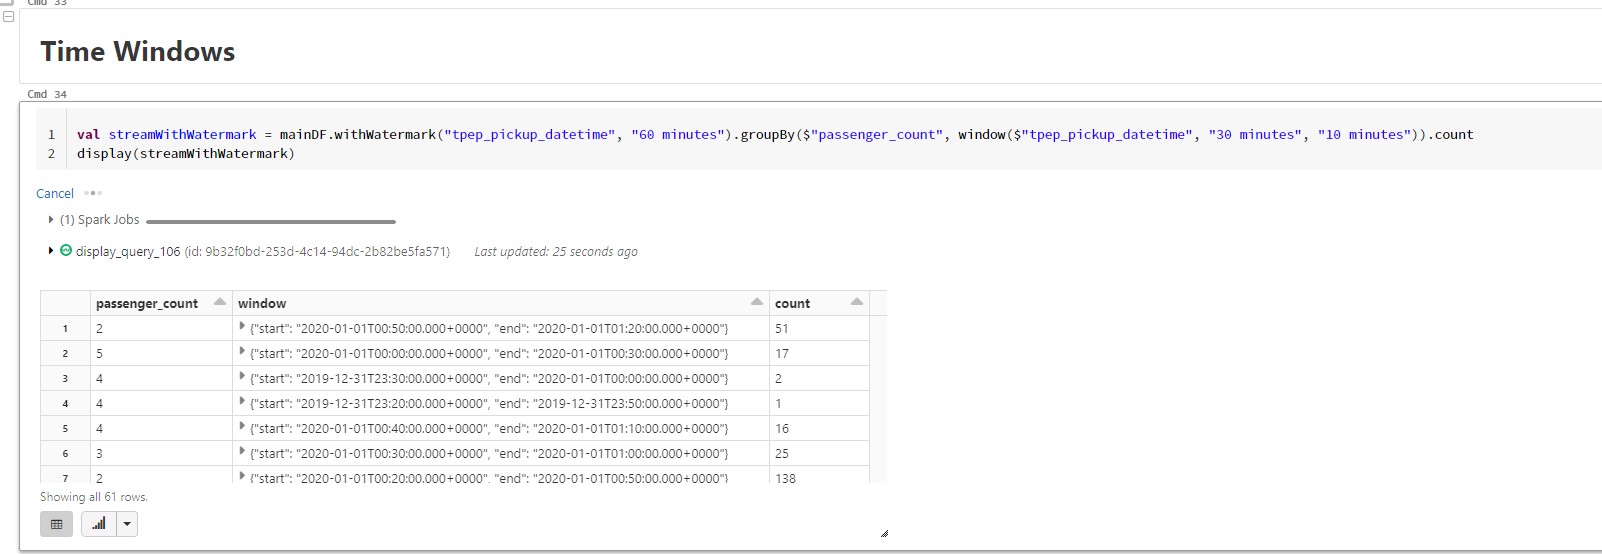 Cmd 33
Time Windows
Cmd 34
1 val streamWithWatermark = mainDF.withWatermark("tpep_pickup_datetime", "60 minutes").groupBy($"passenger_count", window($"tpep_pickup_datetime", "30 minutes", "10 minutes")).count
2 display(streamWithWatermark)
Cancel
(1) Spark Jobs
display_query_106 (id: 9b32f0bd-253d-4c14-94dc-2b82be5fa571) Last updated: 25 seconds ago
passenger_count window count
1 2 {"start": "2020-01-01T00:50:00.000+0000", "end": "2020-01-01T01:20:00.000+0000"} 51
2 5 {"start": "2020-01-01T00:00:00.000+0000", "end": "2020-01-01T00:30:00.000+0000"} 17
3 4 {"start": "2019-12-31T23:30:00.000+0000", "end": "2020-01-01T00:00:00.000+0000"} 2
4 4 {"start": "2019-12-31T23:20:00.000+0000", "end": "2019-12-31T23:50:00.000+0000"} 1
5 4 {"start": "2020-01-01T00:40:00.000+0000", "end": "2020-01-01T01:10:00.000+0000"} 16
6 3 {"start": "2020-01-01T00:30:00.000+0000", "end": "2020-01-01T01:00:00.000+0000"} 25
7 2 {"start": "2020-01-01T00:20:00.000+0000", "end": "2020-01-01T00:50:00.000+0000"} 138
Showing all 61 rows.